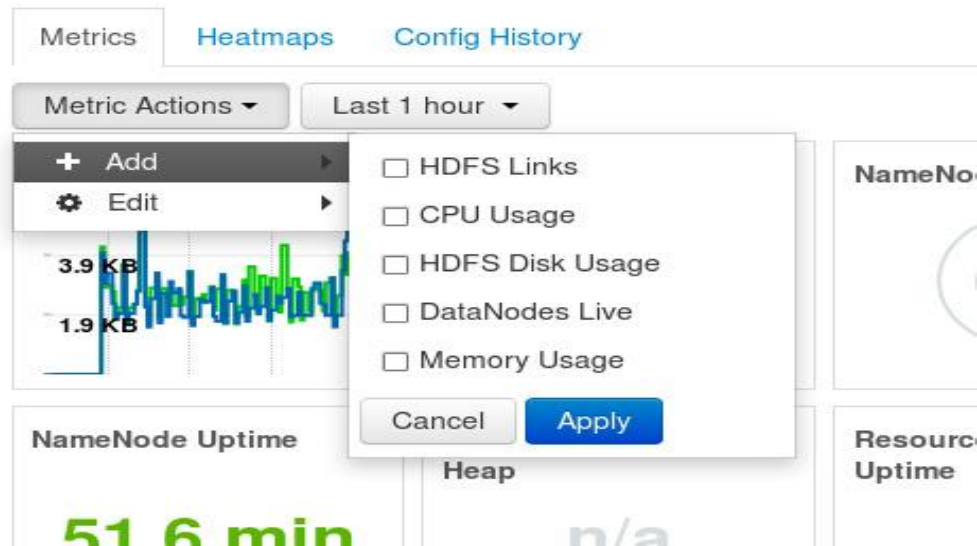 Metrics Heatmaps Config History
Metric Actions Last 1 hour
Add
Edit
HDFS Links
CPU Usage
HDFS Disk Usage
DataNodes Live
Memory Usage
Cancel Apply
3.9 KB
1.9 KB
NameNode Uptime
51.6 min
Heap
n/a
Uptime